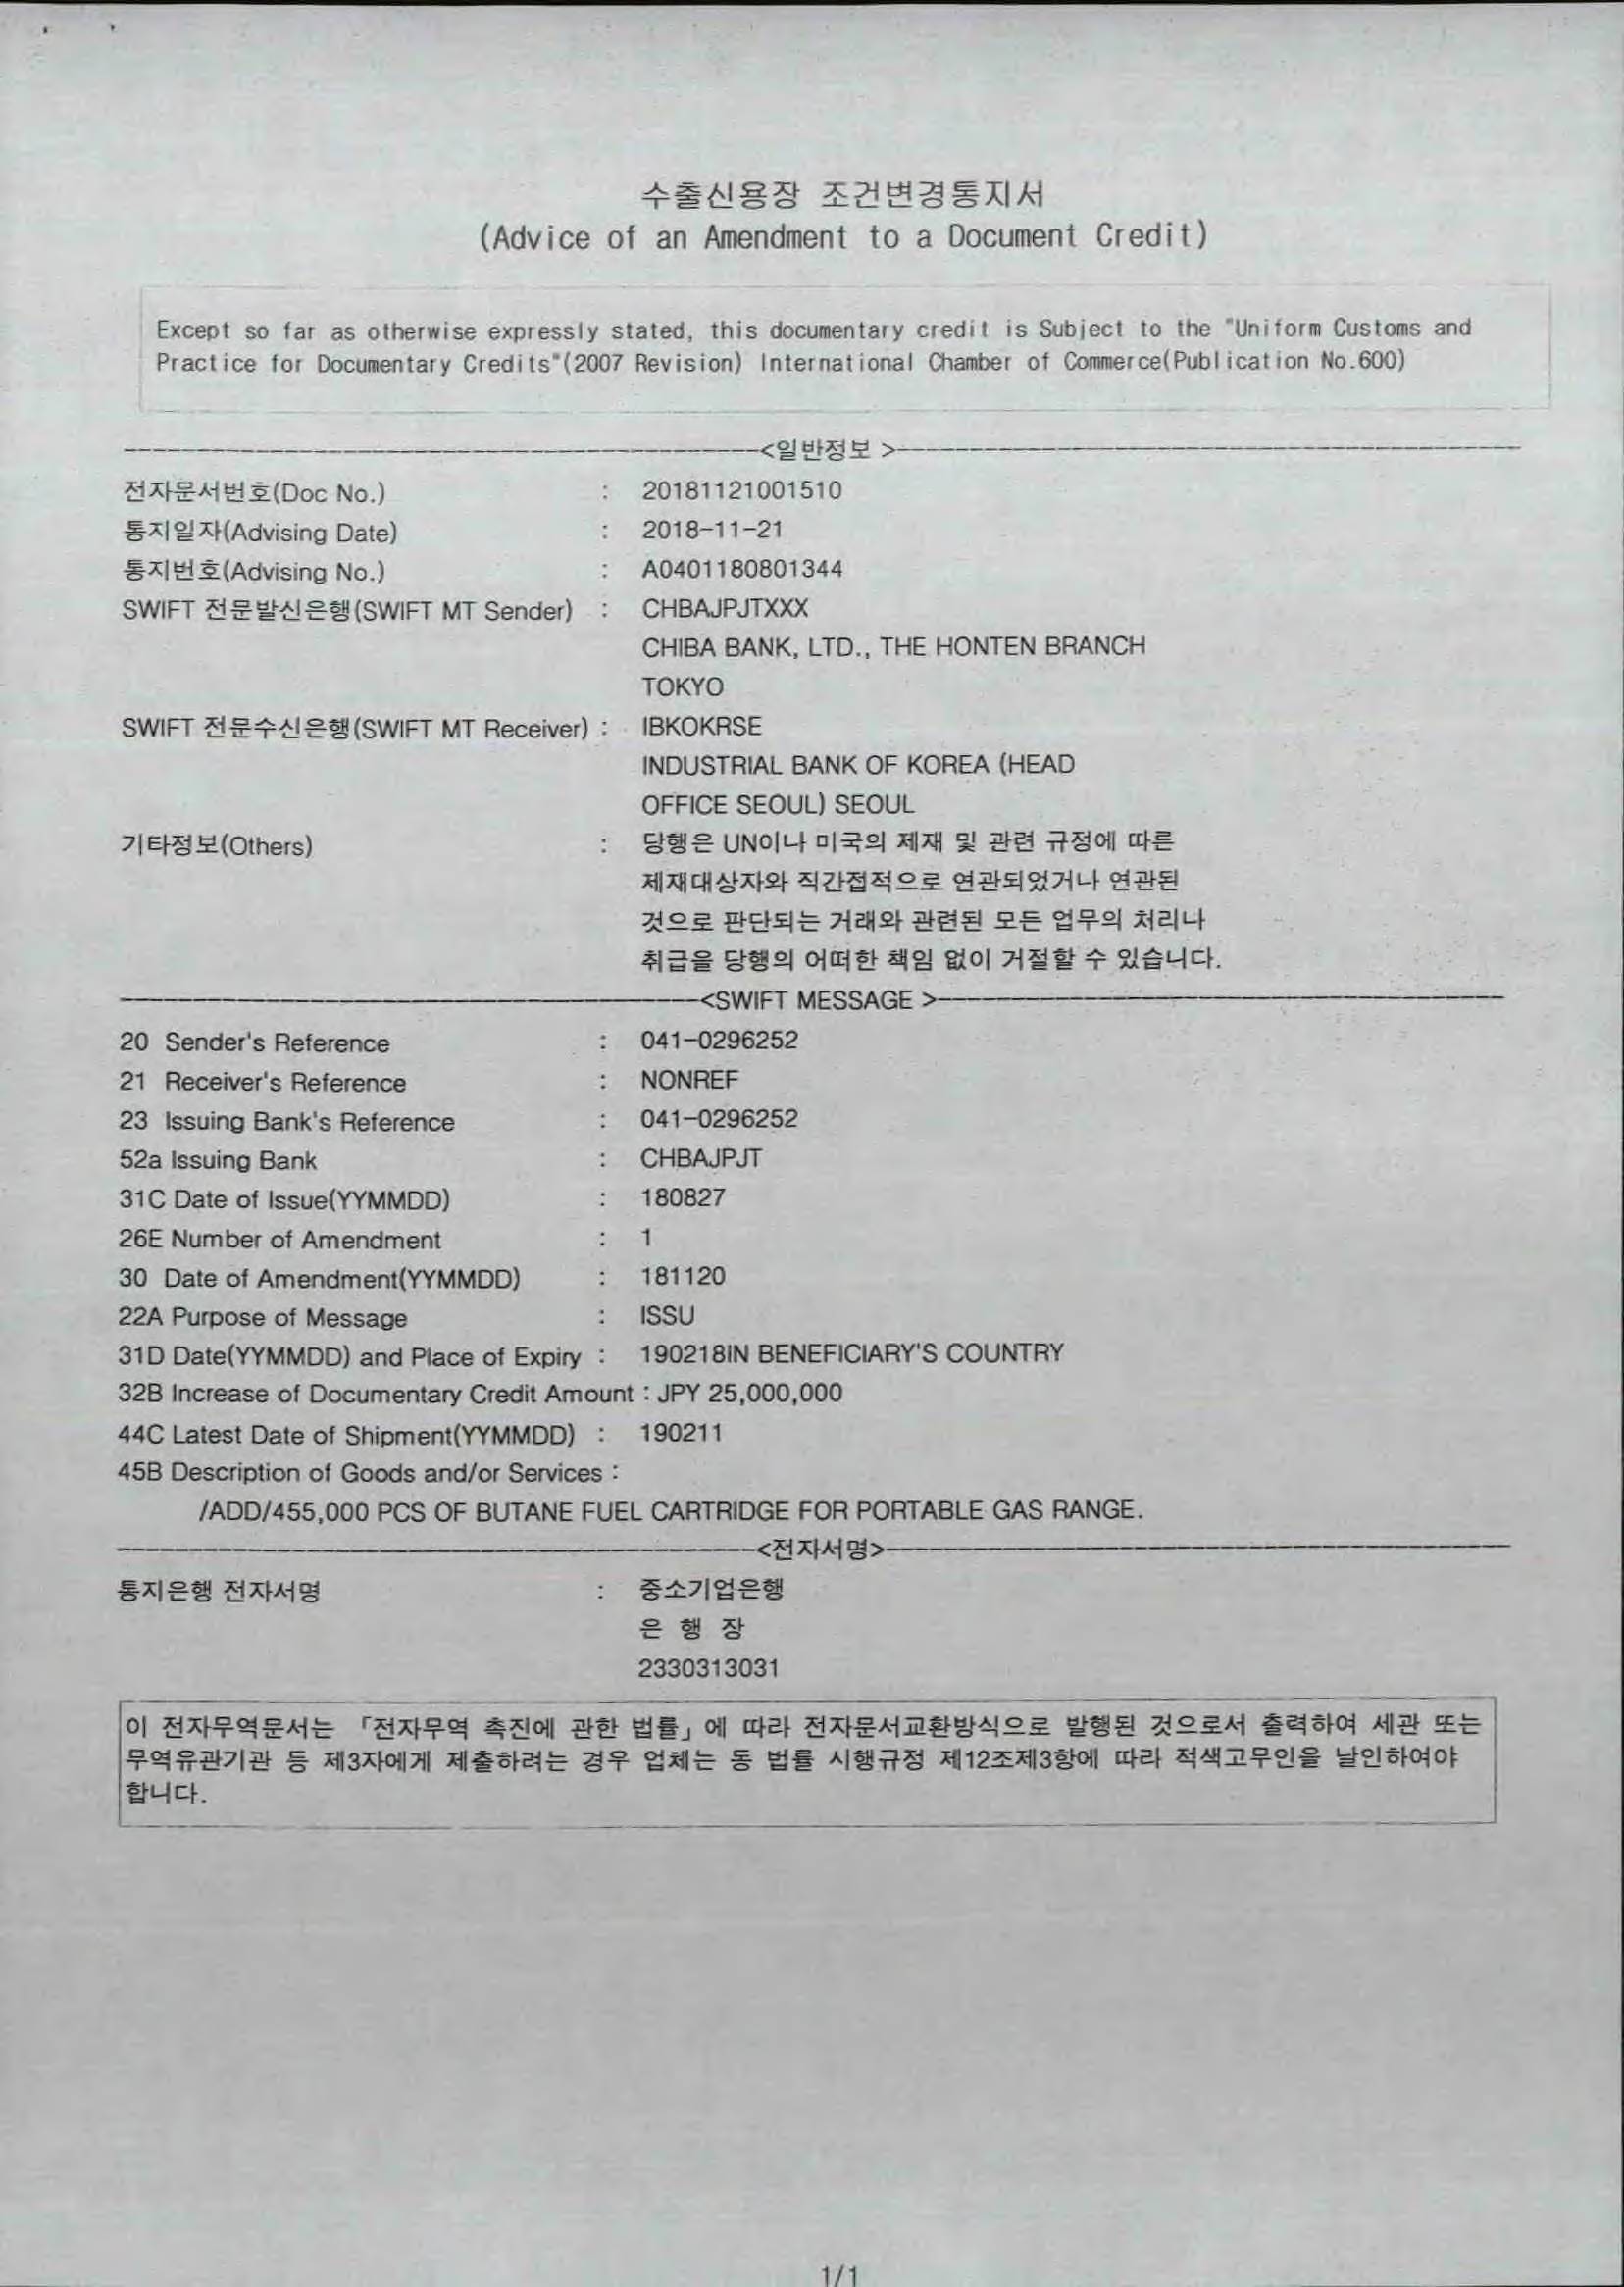 수출신용장 조건변경통지서
(Advice of an Amendment to a Document Credit)
Except so far as otherwise expressly stated, this documentary credit is Subject to the "Uniform Customs and
Practice for Documentary Credits"(2007 Revision) International Chamber of Commerce(Publication No.600)
<일반정보 >
전자문서번호(Doc No.) : 20181121001510
통지일자(Advising Date) : 2018-11-21
통지번호(Advising No.) : A0401180801344
SWIFT 전문발신은행(SWIFT MT Sender) : CHBAJPJTXXX
CHIBA BANK, LTD., THE HONTEN BRANCH
TOKYO
SWIFT 전문수신은행(SWIFT MT Receiver) : IBKOKRSE
INDUSTRIAL BANK OF KOREA (HEAD
OFFICE SEOUL) SEOUL
기타정보(Others) : 당행은 UN이나 미국의 제재 및 관련 규정에 따른
제재대상자와 직간접적으로 연관되었거나 연관된
것으로 판단되는 거래와 관련된 모든 업무의 처리나
취급을 당행의 어떠한 책임 없이 거절할 수 있습니다.
<SWIFT MESSAGE >
20 Sender's Reference : 041-0296252
21 Receiver's Reference : NONREF
23 Issuing Bank's Reference : 041-0296252
52a Issuing Bank : CHBAJPJT
31C Date of Issue(YYMMDD) : 180827
26E Number of Amendment : 1
30 Date of Amendment(YYMMDD) : 181120
22A Purpose of Message : ISSU
31D Date(YYMMDD) and Place of Expiry : 190218IN BENEFICIARY'S COUNTRY
32B Increase of Documentary Credit Amount : JPY 25,000,000
44C Latest Date of Shipment(YYMMDD) : 190211
45B Description of Goods and/or Services :
/ADD/455,000 PCS OF BUTANE FUEL CARTRIDGE FOR PORTABLE GAS RANGE.
<전자서명>
통지은행 전자서명 : 중소기업은행
은 행 장
2330313031
이 전자무역문서는 「전자무역 촉진에 관한 법률」에 따라 전자문서교환방식으로 발행된 것으로서 출력하여 세관 또는
무역유관기관 등 제3자에게 제출하려는 경우 업체는 동 법률 시행규정 제12조제3항에 따라 적색고무인을 날인하여야
합니다.
1/1